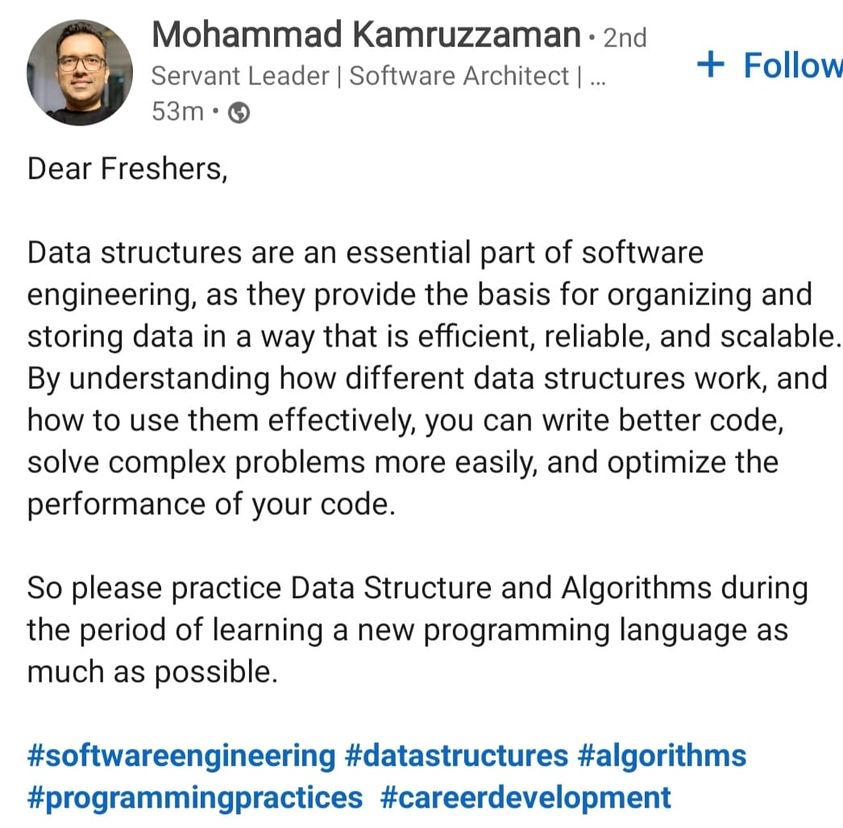 Mohammad Kamruzzaman • 2nd
+ Follow
Servant Leader | Software Architect | ...
53m •
Dear Freshers,
Data structures are an essential part of software
engineering, as they provide the basis for organizing and
storing data in a way that is efficient, reliable, and scalable.
By understanding how different data structures work, and
how to use them effectively, you can write better code,
solve complex problems more easily, and optimize the
performance of your code.
So please practice Data Structure and Algorithms during
the period of learning a new programming language as
much as possible.
#softwareengineering #datastructures #algorithms
#programmingpractices #careerdevelopment